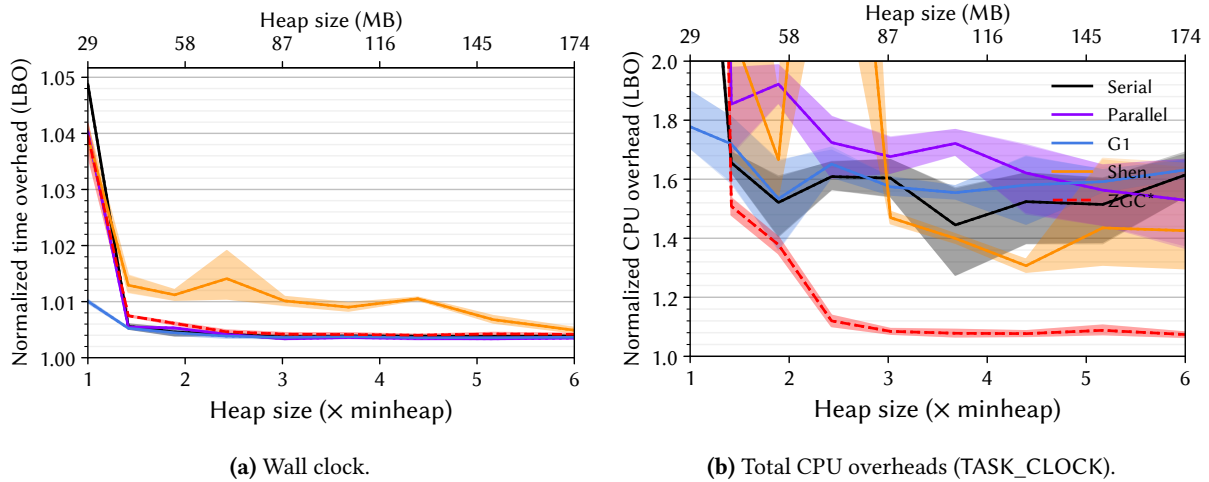 Heap size (MB)
29 58 87 116 145 174
Normalized time overhead (LBO)
1.05
1.04
1.03
1.02
1.01
1.00
1 2 3 4 5 6
Heap size (× minheap)
(a) Wall clock.
Heap size (MB)
29 58 87 116 145 174
Normalized CPU overhead (LBO)
2.0
1.8
1.6
1.4
1.2
1.0
Serial
Parallel
G1
Shen.
ZGC*
1 2 3 4 5 6
Heap size (× minheap)
(b) Total CPU overheads (TASK_CLOCK).